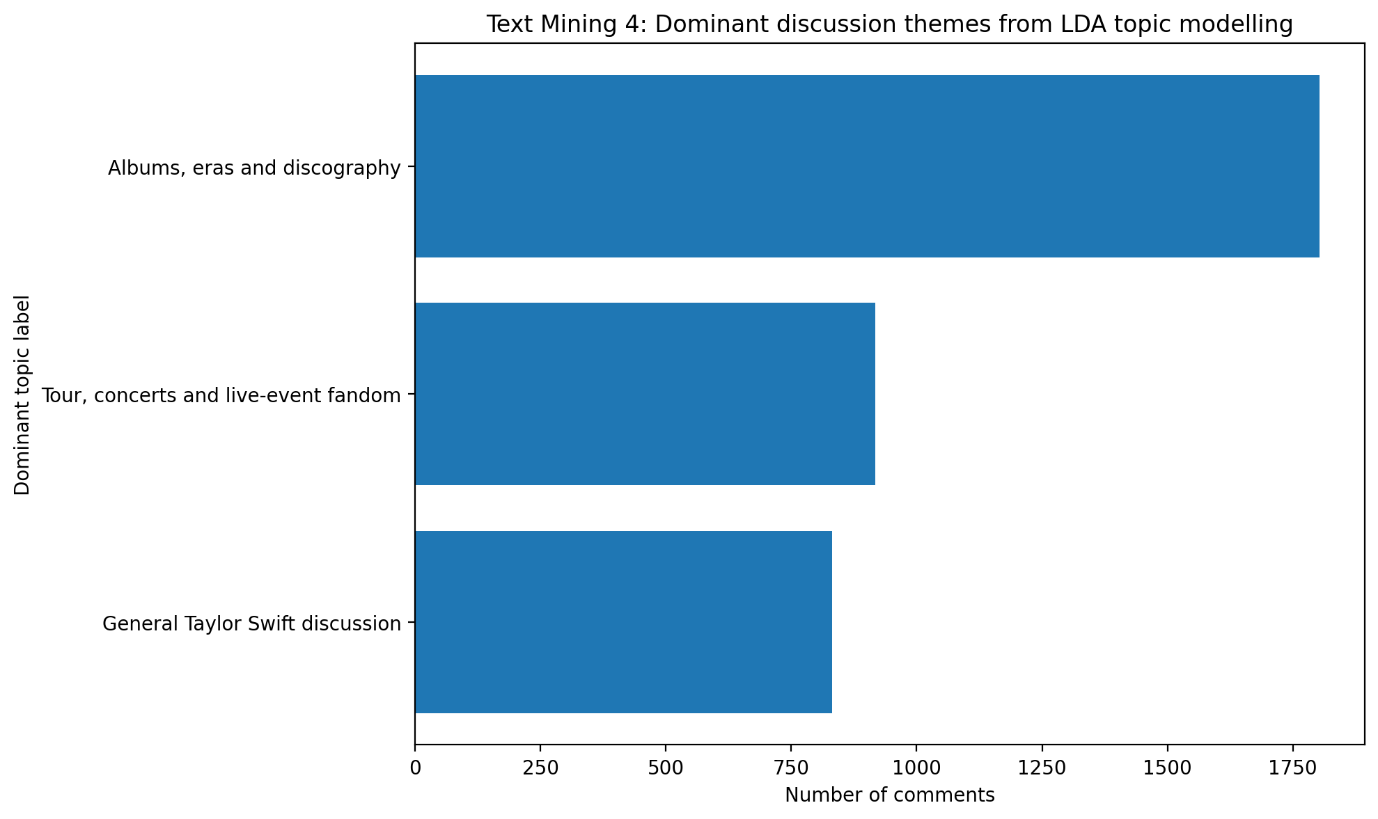 Text Mining 4: Dominant discussion themes from LDA topic modelling
Dominant topic label
Albums, eras and discography
Tour, concerts and live-event fandom
General Taylor Swift discussion
0 250 500 750 1000 1250 1500 1750
Number of comments